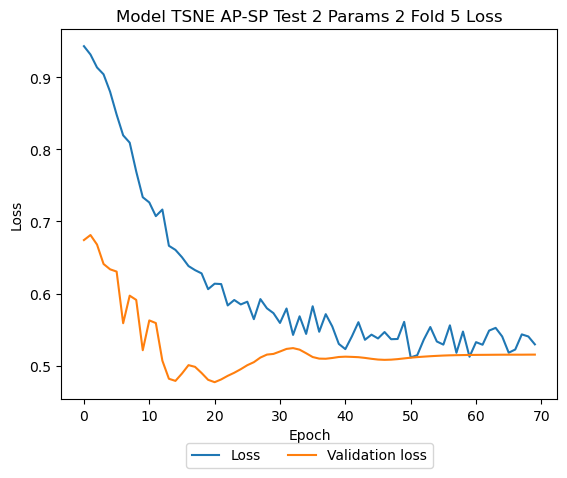 Model TSNE AP-SP Test 2 Params 2 Fold 5 Loss
0.9
0.8
0.7
0.6
0.5
Loss
0 10 20 30 40 50 60 70
Epoch
Loss Validation loss